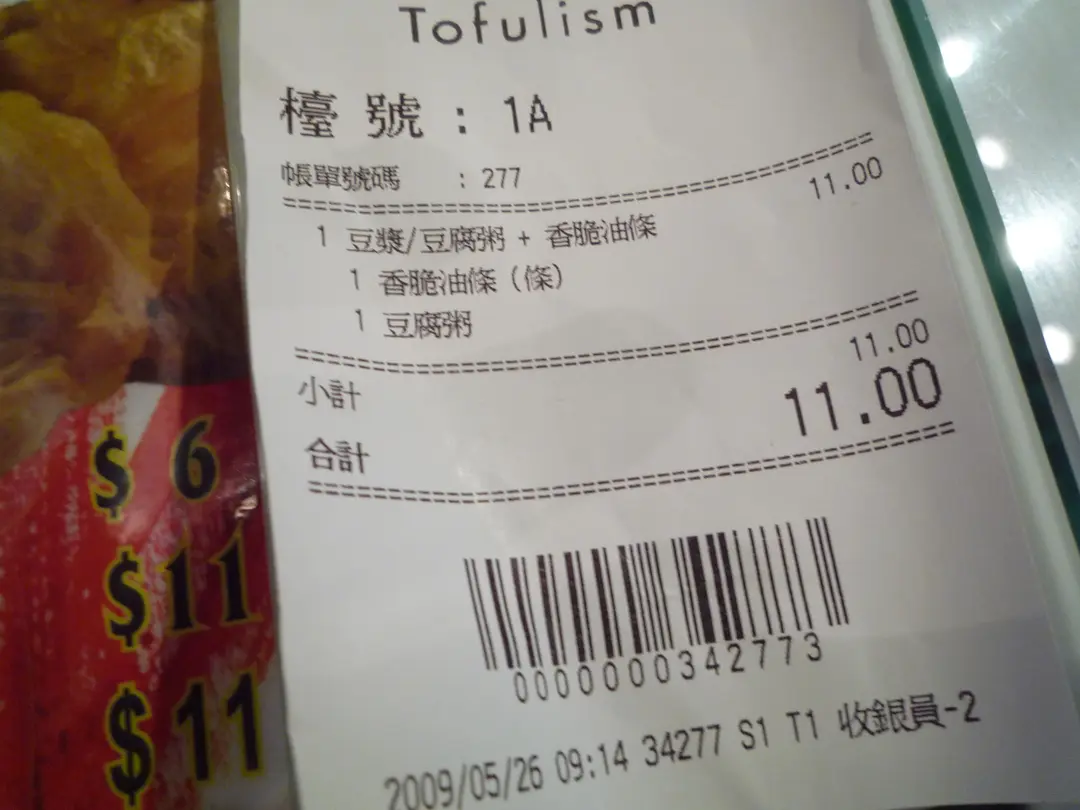 Tofulism
檯 號 : 1A
帳單號碼 : 277
1 豆漿/豆腐粥 + 香脆油條 11.00
1 香脆油條 (條)
1 豆腐粥
小計 11.00
合計 11.00
0000000342773
2009/05/26 09:14 34277 S1 T1 收銀員-2
$ 6
$11
$11